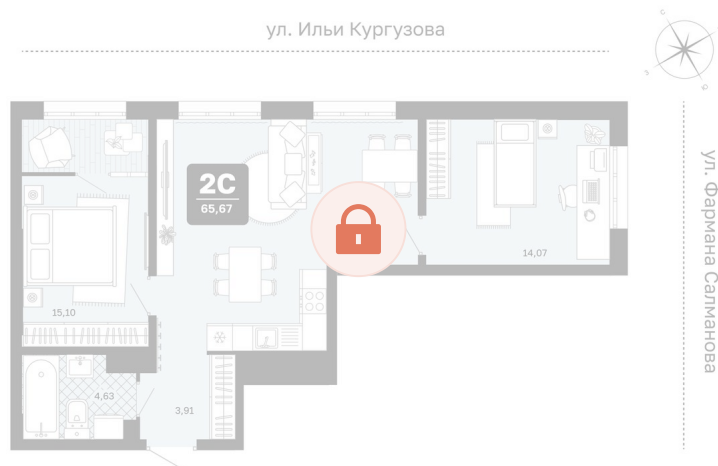 ул. Ильи Кургузова
С
З
Ю
2С
65,67
14,07
15,10
4,63
3,91
ул. Фармана Салманова